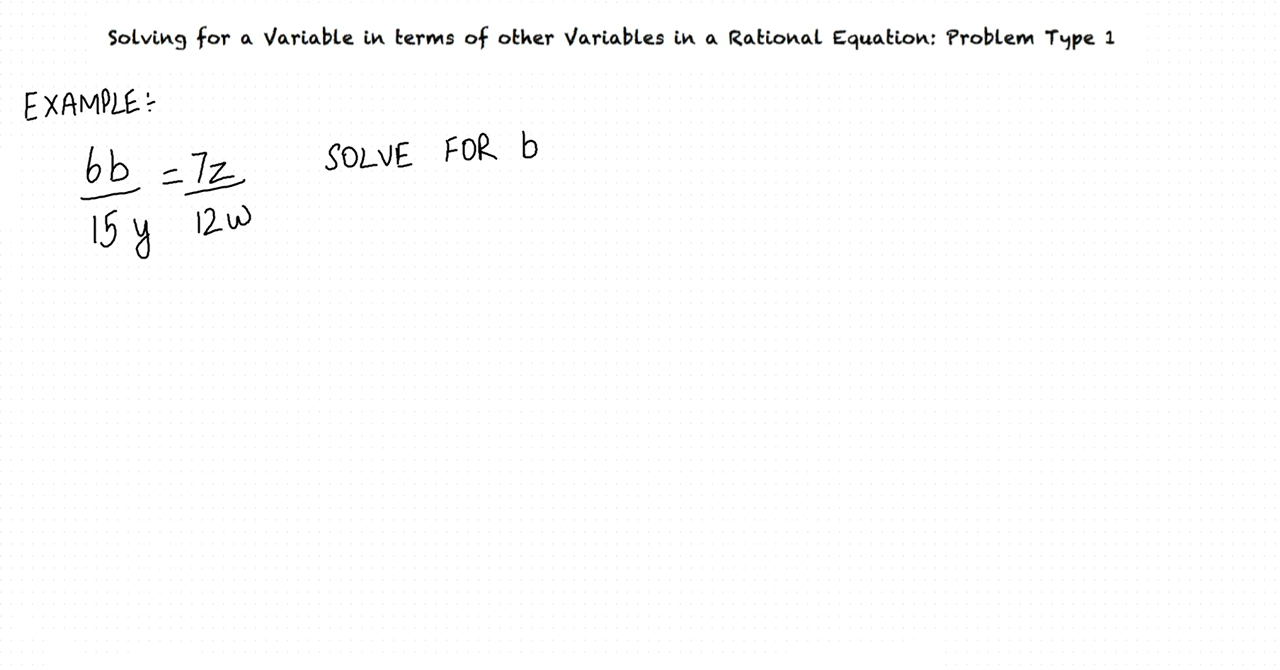 Solving for a Variable in terms of other Variables in a Rational Equation: Problem Type 1
EXAMPLE:
6b/15y = 7z/12w SOLVE FOR b